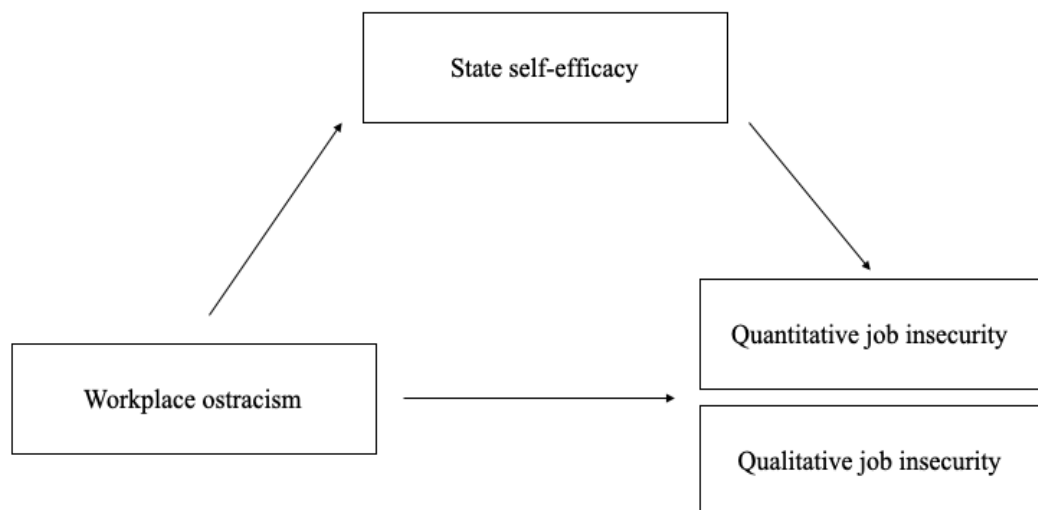 State self-efficacy
Quantitative job insecurity
Workplace ostracism
Qualitative job insecurity